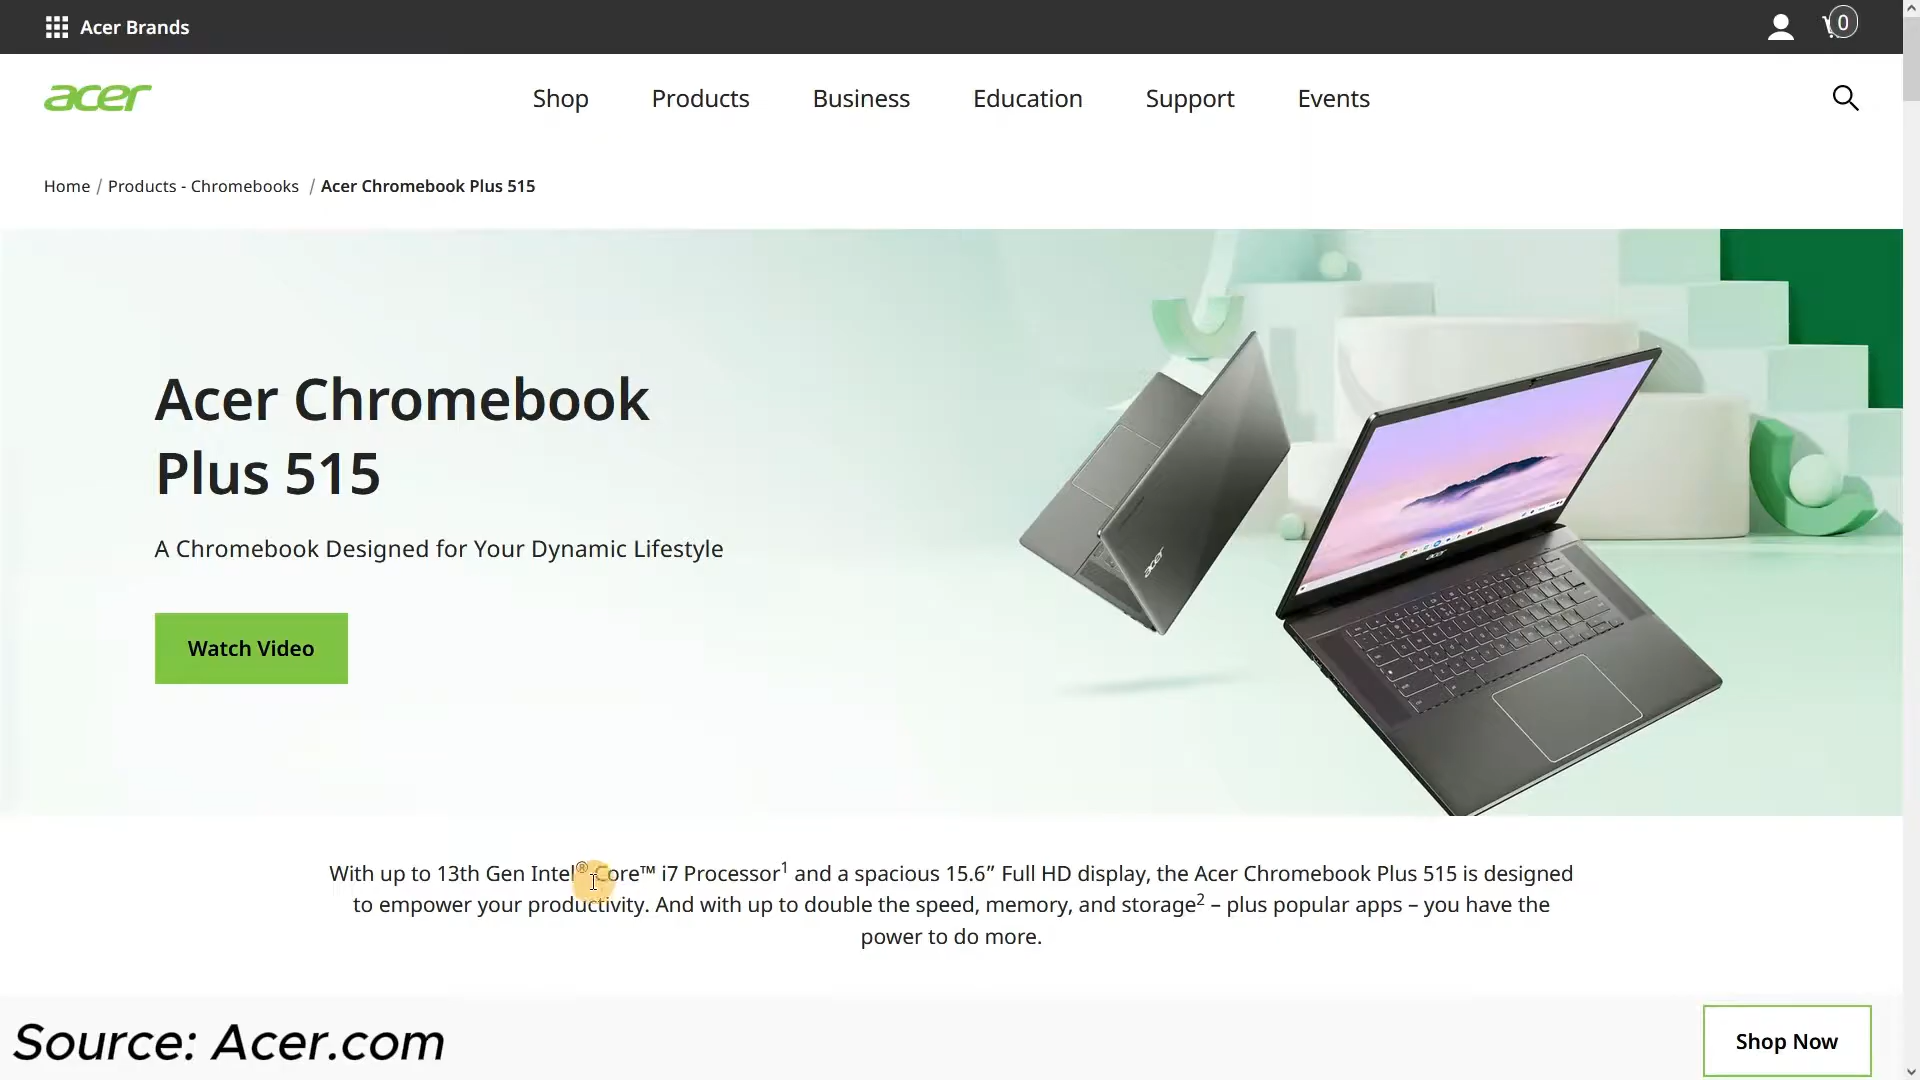 Acer Brands
0
acer
Shop
Products
Business
Education
Support
Events
Home / Products - Chromebooks / Acer Chromebook Plus 515
Acer Chromebook
Plus 515
A Chromebook Designed for Your Dynamic Lifestyle
Watch Video
acer
acer
With up to 13th Gen Intel® Core™ i7 Processor¹ and a spacious 15.6” Full HD display, the Acer Chromebook Plus 515 is designed
to empower your productivity. And with up to double the speed, memory, and storage² – plus popular apps – you have the
power to do more.
Source: Acer.com
Shop Now